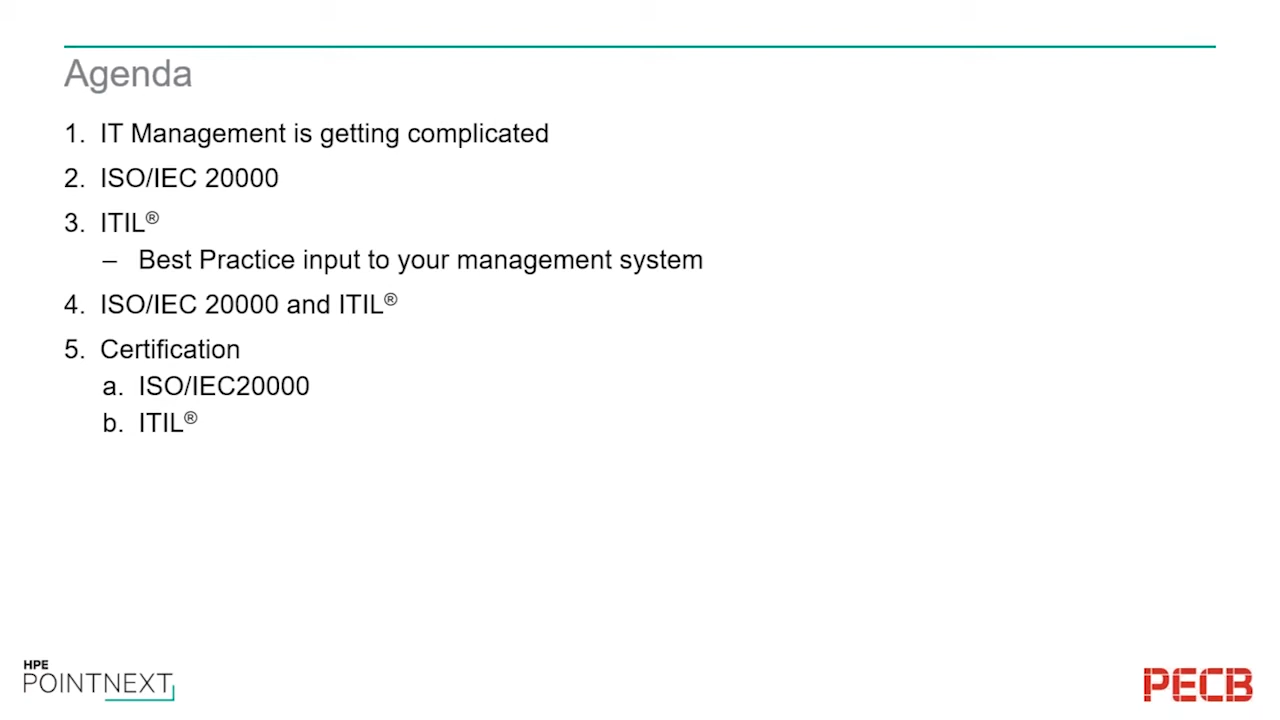 Agenda
1. IT Management is getting complicated
2. ISO/IEC 20000
3. ITIL®
– Best Practice input to your management system
4. ISO/IEC 20000 and ITIL®
5. Certification
a. ISO/IEC20000
b. ITIL®
HPE
POINTNEXT
PECB